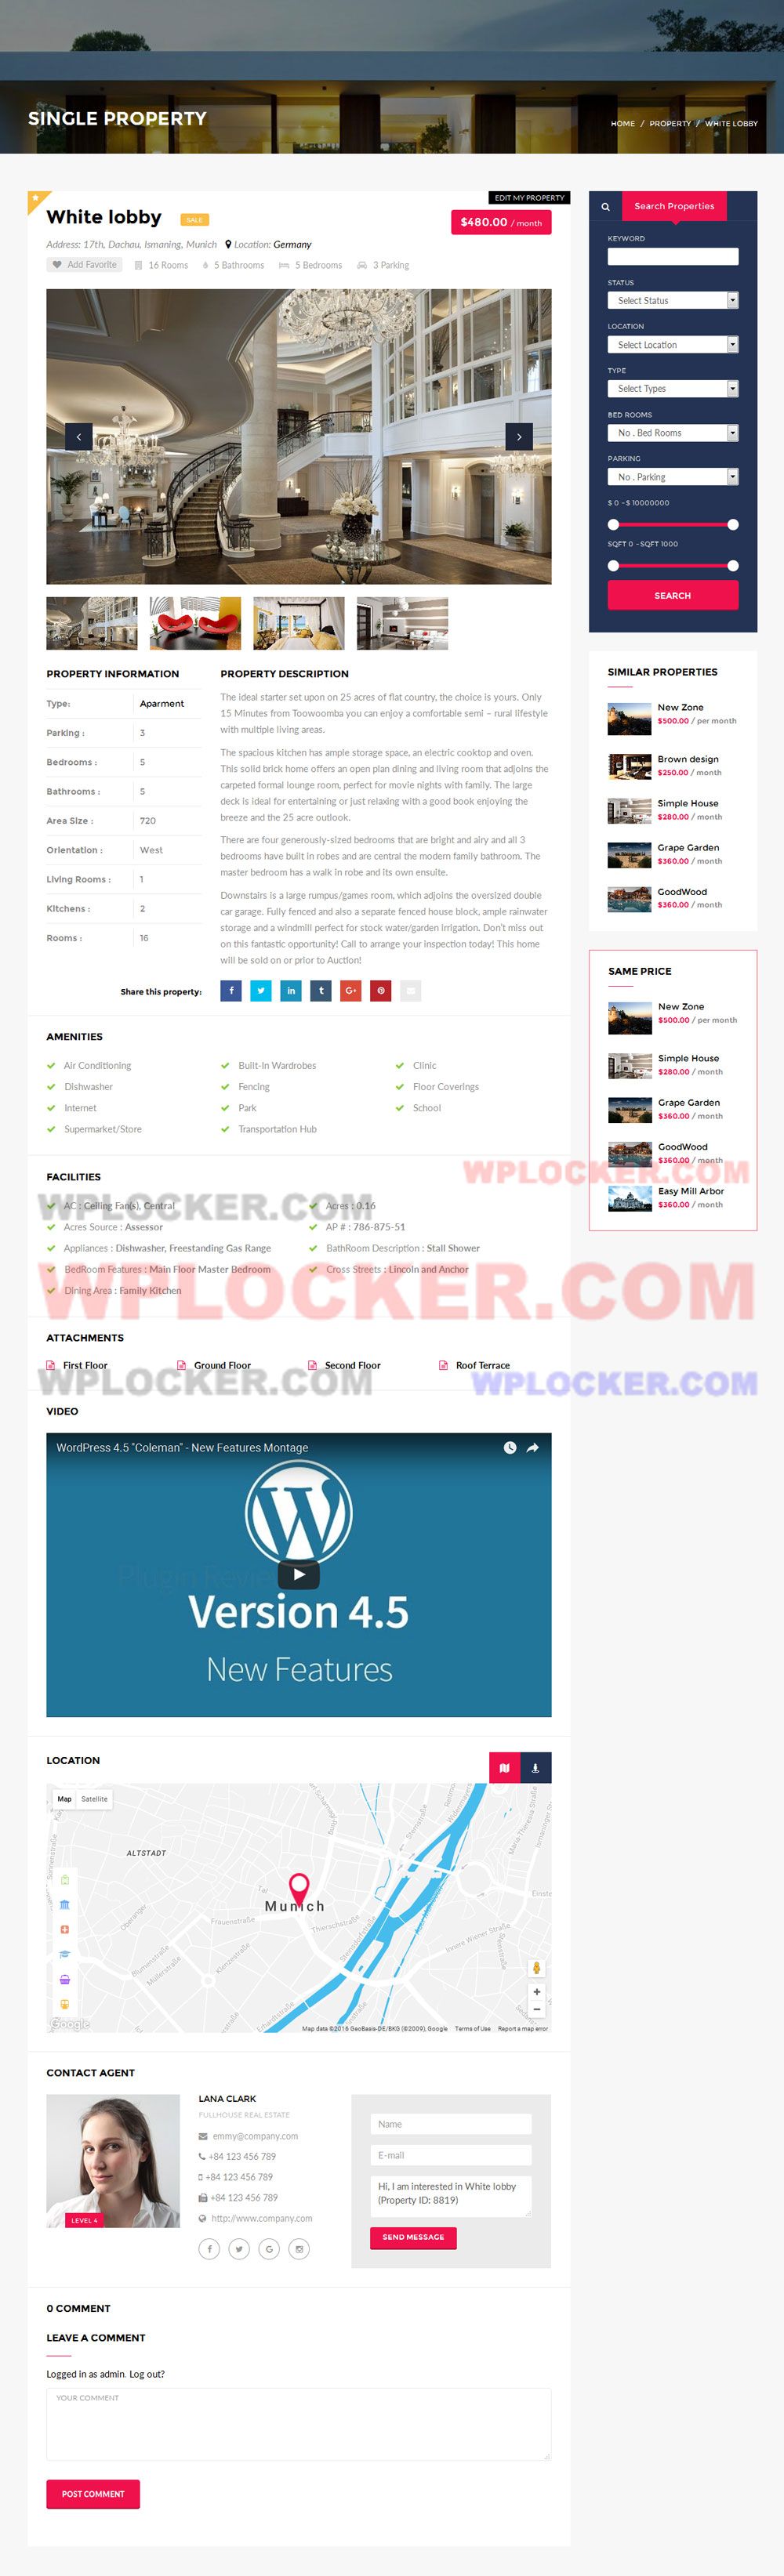 SINGLE PROPERTY
HOME / PROPERTY / WHITE LOBBY
EDIT MY PROPERTY
White lobby SALE
$480.00 / month
Address: 17th, Dachau, Ismaning, Munich Location: Germany
Add Favorite 16 Rooms 5 Bathrooms 5 Bedrooms 3 Parking
PROPERTY INFORMATION
Type: Aparment
Parking : 3
Bedrooms : 5
Bathrooms : 5
Area Size : 720
Orientation : West
Living Rooms : 1
Kitchens : 2
Rooms : 16
PROPERTY DESCRIPTION
The ideal starter set upon on 25 acres of flat country, the choice is yours. Only
15 Minutes from Toowoomba you can enjoy a comfortable semi – rural lifestyle
with multiple living areas.
The spacious kitchen has ample storage space, an electric cooktop and oven.
This solid brick home offers an open plan dining and living room that adjoins the
carpeted formal lounge room, perfect for movie nights with family. The large
deck is ideal for entertaining or just relaxing with a good book enjoying the
breeze and the 25 acre outlook.
There are four generously-sized bedrooms that are bright and airy and all 3
bedrooms have built in robes and are central the modern family bathroom. The
master bedroom has a walk in robe and its own ensuite.
Downstairs is a large rumpus/games room, which adjoins the oversized double
car garage. Fully fenced and also a separate fenced house block, ample rainwater
storage and a windmill perfect for stock water/garden irrigation. Don't miss out
on this fantastic opportunity! Call to arrange your inspection today! This home
will be sold on or prior to Auction!
Share this property:
f in t G+
AMENITIES
Air Conditioning Built-In Wardrobes Clinic
Dishwasher Fencing Floor Coverings
Internet Park School
Supermarket/Store Transportation Hub
FACILITIES
AC : Ceiling Fan(s), Central Acres : 0.16
Acres Source : Assessor AP # : 786-875-51
Appliances : Dishwasher, Freestanding Gas Range BathRoom Description : Stall Shower
BedRoom Features : Main Floor Master Bedroom Cross Streets : Lincoln and Anchor
Dining Area : Family Kitchen
WPLOCKER.COM
WPLOCKER.COM
WPLOCKER.COM
ATTACHMENTS
First Floor Ground Floor Second Floor Roof Terrace
WPLOCKER.COM
WPLOCKER.COM
VIDEO
WordPress 4.5 "Coleman" - New Features Montage
W
Version 4.5
New Features
LOCATION
Map Satellite
ALTSTADT
Munich
Frauenstraße
Thierschstraße
Blumenstraße
Müllerstraße
Klenzestraße
Erhardtstraße
Innere Wiener Straße
Google
Map data ©2016 GeoBasis-DE/BKG (©2009), Google Terms of Use Report a map error
CONTACT AGENT
LEVEL 4
LANA CLARK
FULLHOUSE REAL ESTATE
emmy@company.com
+84 123 456 789
+84 123 456 789
+84 123 456 789
http://www.company.com
f G
Name
E-mail
Hi, I am interested in White lobby
(Property ID: 8819)
SEND MESSAGE
0 COMMENT
LEAVE A COMMENT
Logged in as admin. Log out?
YOUR COMMENT
POST COMMENT
Search Properties
KEYWORD
STATUS
Select Status
LOCATION
Select Location
TYPE
Select Types
BED ROOMS
No . Bed Rooms
PARKING
No . Parking
$ 0 - $ 10000000
SQFT 0 - SQFT 1000
SEARCH
SIMILAR PROPERTIES
New Zone
$500.00 / per month
Brown design
$250.00 / month
Simple House
$280.00 / month
Grape Garden
$360.00 / month
GoodWood
$360.00 / month
SAME PRICE
New Zone
$500.00 / per month
Simple House
$280.00 / month
Grape Garden
$360.00 / month
GoodWood
$360.00 / month
Easy Mill Arbor
$360.00 / month